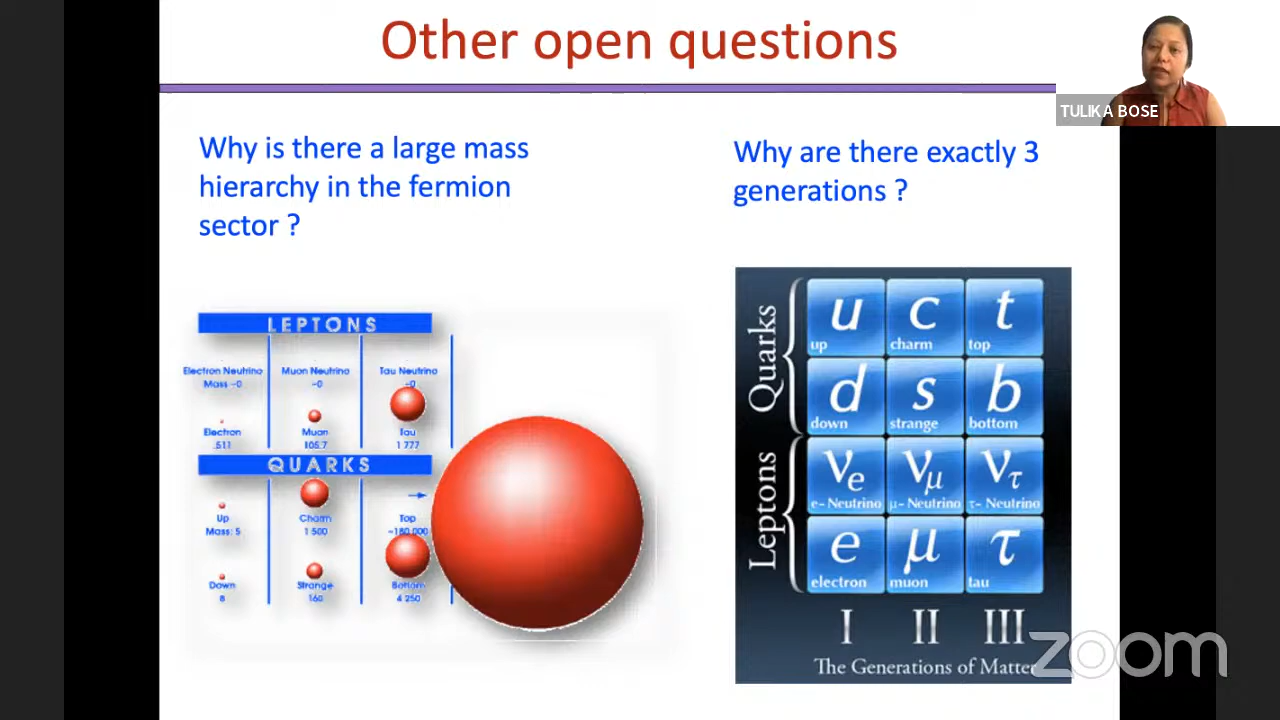 Other open questions
TULIKA BOSE
Why is there a large mass
hierarchy in the fermion
sector ?
Why are there exactly 3
generations ?
LEPTONS
Electron Neutrino
Mass ~0
Muon Neutrino
~0
Tau Neutrino
~0
Electron
.511
Muon
105.7
Tau
1 777
QUARKS
Up
Mass: 5
Charm
1 500
Top
~180 000
Down
8
Strange
160
Bottom
4 250
Quarks
u
up
c
charm
t
top
d
down
s
strange
b
bottom
Leptons
νe
e- Neutrino
νμ
μ- Neutrino
ντ
τ- Neutrino
e
electron
μ
muon
τ
tau
I II III
The Generations of Matter
zoom